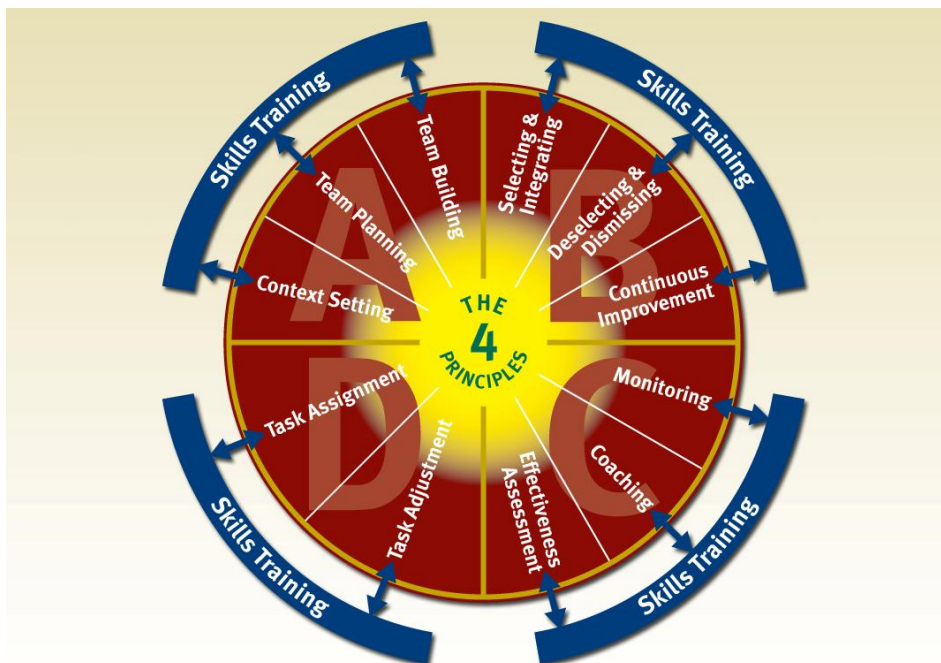 Skills Training
Skills Training
Team Building
Team Planning
Context Setting
A
Selecting &
Integrating
Deselecting &
Dismissing
Continuous
Improvement
B
THE
4
PRINCIPLES
Task Assignment
Task Adjustment
D
Monitoring
Coaching
Effectiveness
Assessment
C
Skills Training
Skills Training